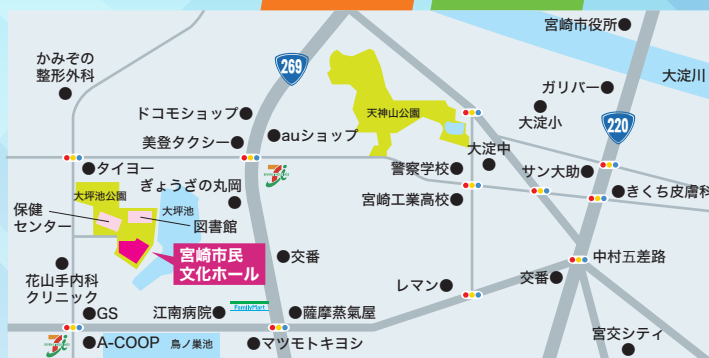 宮崎市役所
かみぞの
整形外科
269
大淀川
ガリバー
ドコモショップ
天神山公園
大淀小
220
美登タクシー
auショップ
大淀中
タイヨー
警察学校
サン大助
ぎょうざの丸岡
大坪池公園
宮崎工業高校
きくち皮膚科
保健
センター
大坪池
図書館
宮崎市民
文化ホール
交番
中村五差路
花山手内科
クリニック
レマン
交番
GS
江南病院
FamilyMart
薩摩蒸氣屋
宮交シティ
A-COOP
鳥ノ巣池
マツモトキヨシ